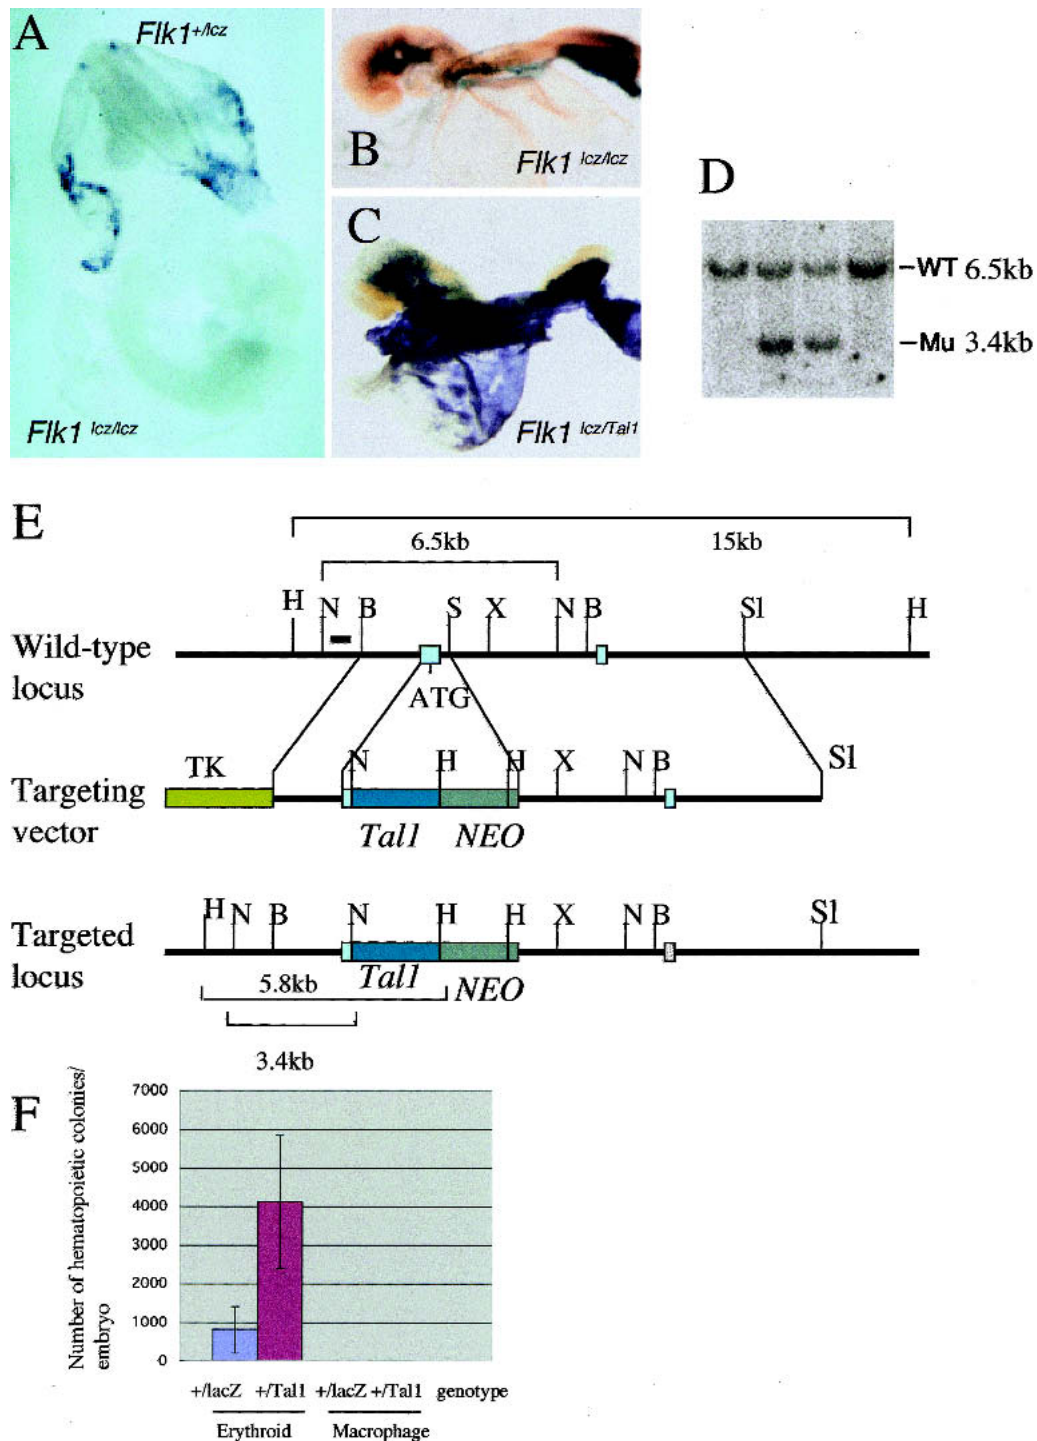 A
Flk1 +/lcz
Flk1 lcz/lcz
B
Flk1 lcz/lcz
C
Flk1 lcz/Tal1
D
WT 6.5kb
Mu 3.4kb
E
6.5kb 15kb
H N B S X N B Sl H
Wild-type
locus
ATG
TK N H H X N B Sl
Targeting
vector
Tal1 NEO
H N B N H H X N B Sl
Targeted
locus
Tal1 NEO
5.8kb
3.4kb
F
Number of hematopoietic colonies/
embryo
7000
6000
5000
4000
3000
2000
1000
0
+/lacZ +/Tal1 +/lacZ +/Tal1 genotype
Erythroid Macrophage